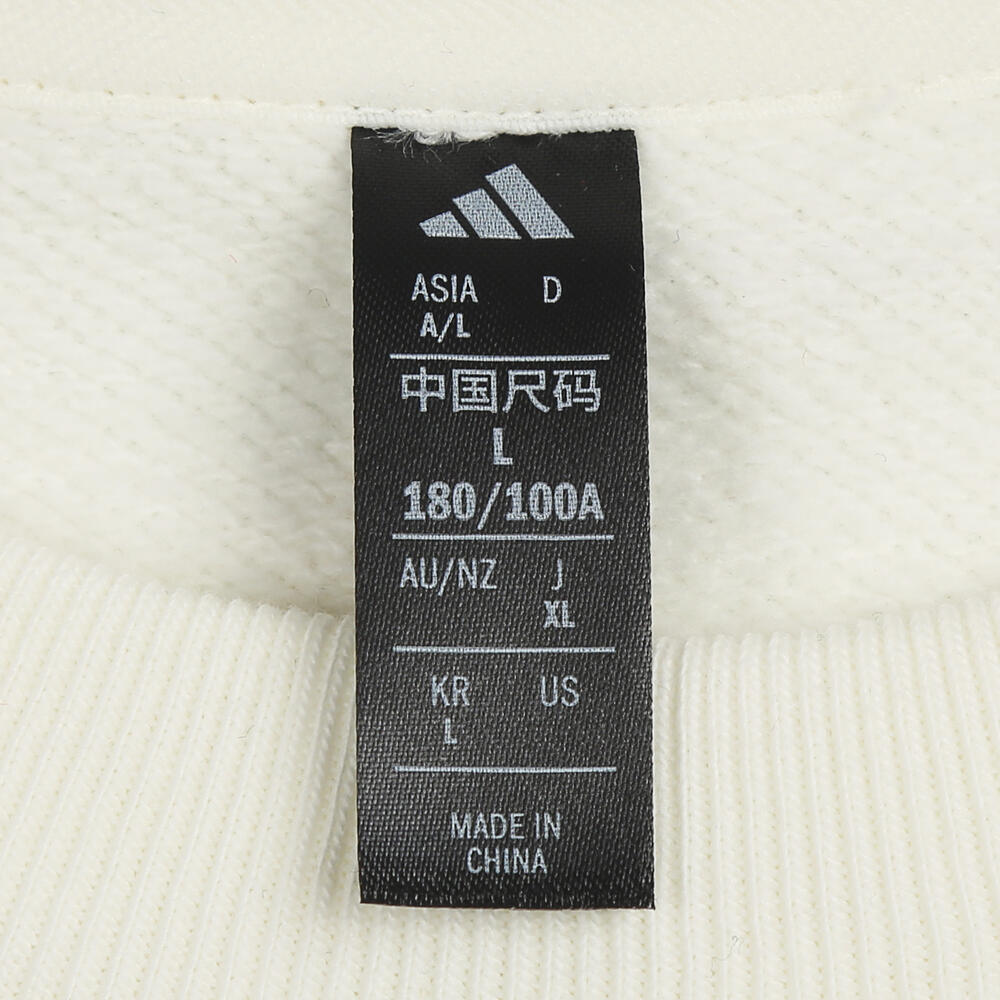 ASIA D
A/L
中国尺码
L
180/100A
AU/NZ J
XL
KR US
L
MADE IN
CHINA